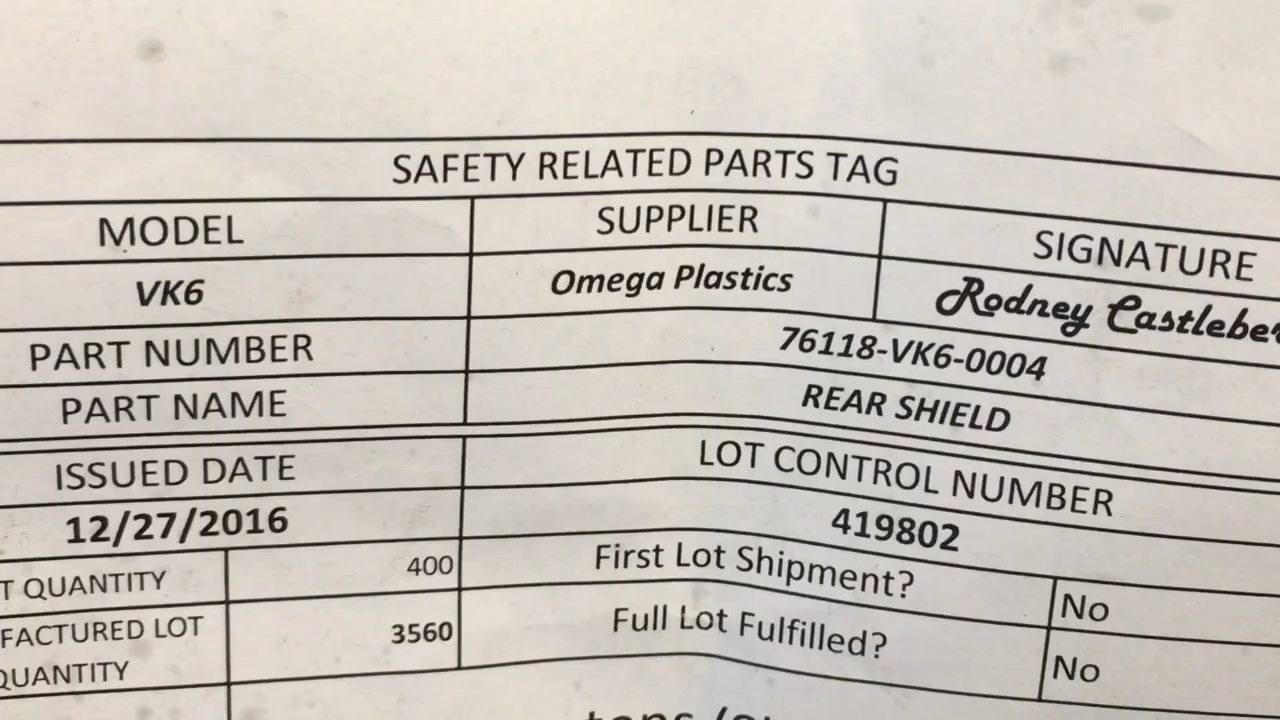 SAFETY RELATED PARTS TAG
MODEL SUPPLIER SIGNATURE
VK6 Omega Plastics Rodney
PART NUMBER 76118-VK6-0004
PART NAME REAR SHIELD
ISSUED DATE LOT CONTROL NUMBER
12/27/2016 419802
QUANTITY 400 First Lot Shipment? No
LOT 3560 Full Lot Fulfilled? No
QUANTITY